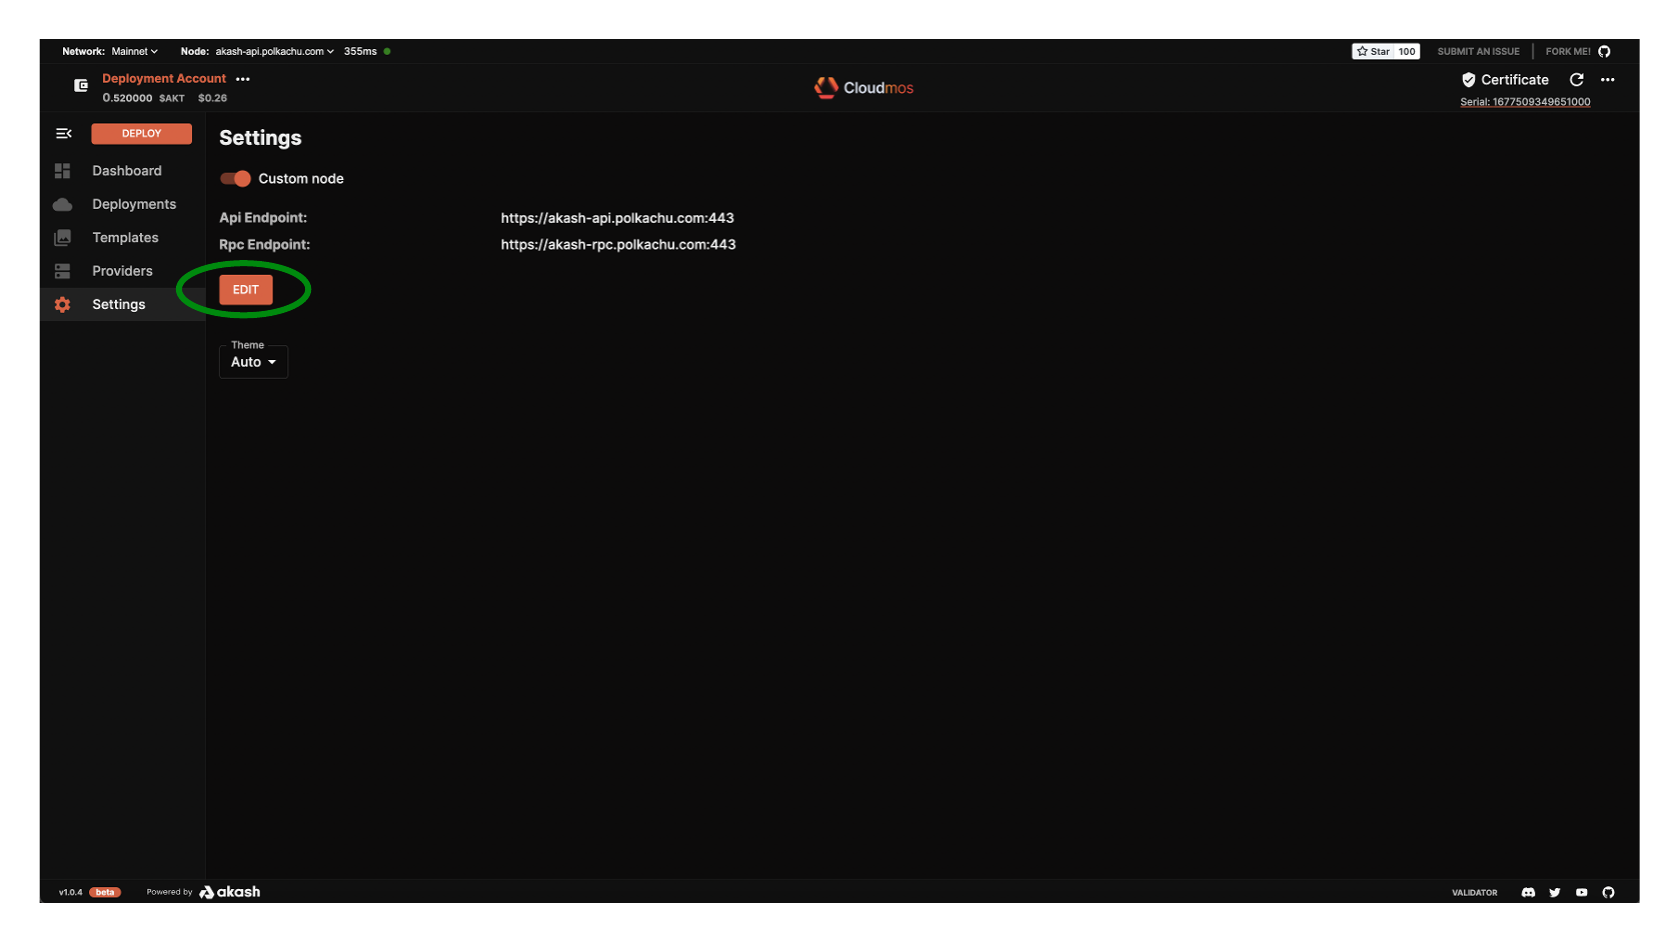 Network: Mainnet Node: akash-api.polkachu.com 355ms
Star 100 SUBMIT AN ISSUE FORK ME!
Deployment Account
0.520000 $AKT $0.26
Cloudmos
Certificate
Serial: 1677509349651000
DEPLOY
Dashboard
Deployments
Templates
Providers
Settings
Settings
Custom node
Api Endpoint: https://akash-api.polkachu.com:443
Rpc Endpoint: https://akash-rpc.polkachu.com:443
EDIT
Theme
Auto
v1.0.4 beta Powered by akash
VALIDATOR